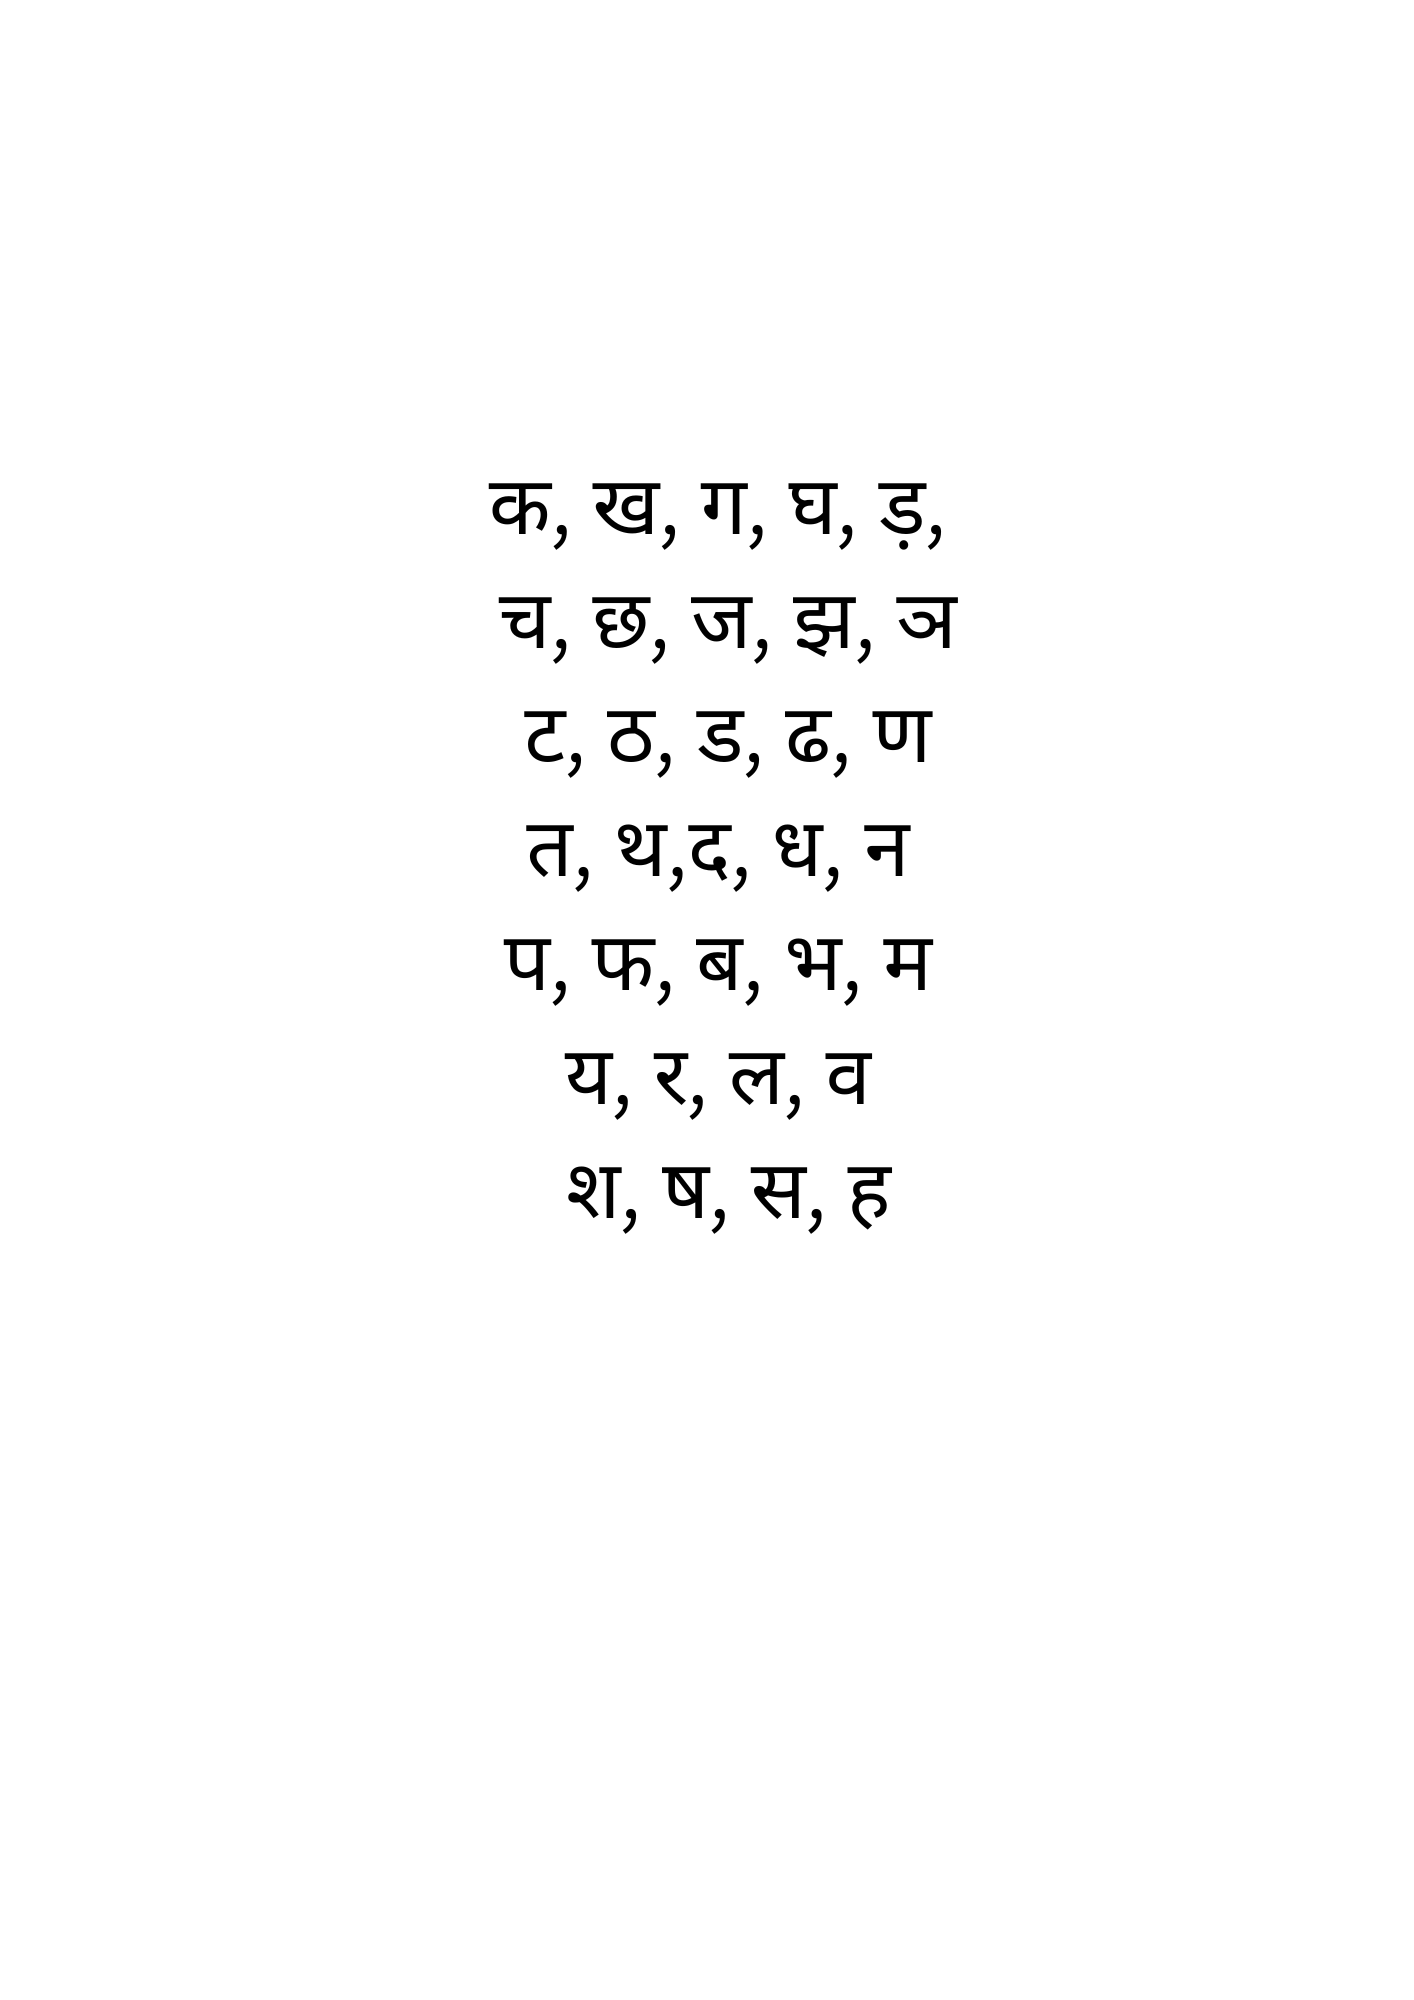 क, ख, ग, घ, ड़,
च, छ, ज, झ, ञ
ट, ठ, ड, ढ, ण
त, थ,द, ध, न
प, फ, ब, भ, म
य, र, ल, व
श, ष, स, ह